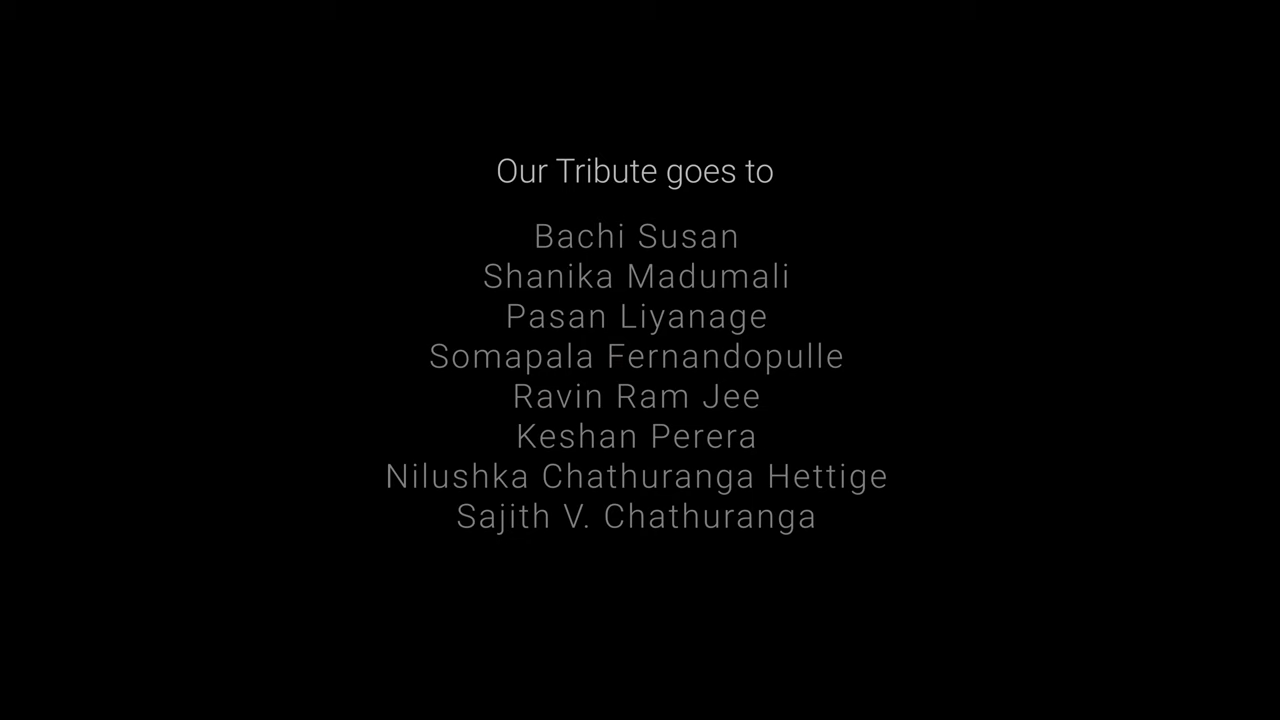 Our Tribute goes to
Bachi Susan
Shanika Madumali
Pasan Liyanage
Somapala Fernandopulle
Ravin Ram Jee
Keshan Perera
Nilushka Chathuranga Hettige
Sajith V. Chathuranga